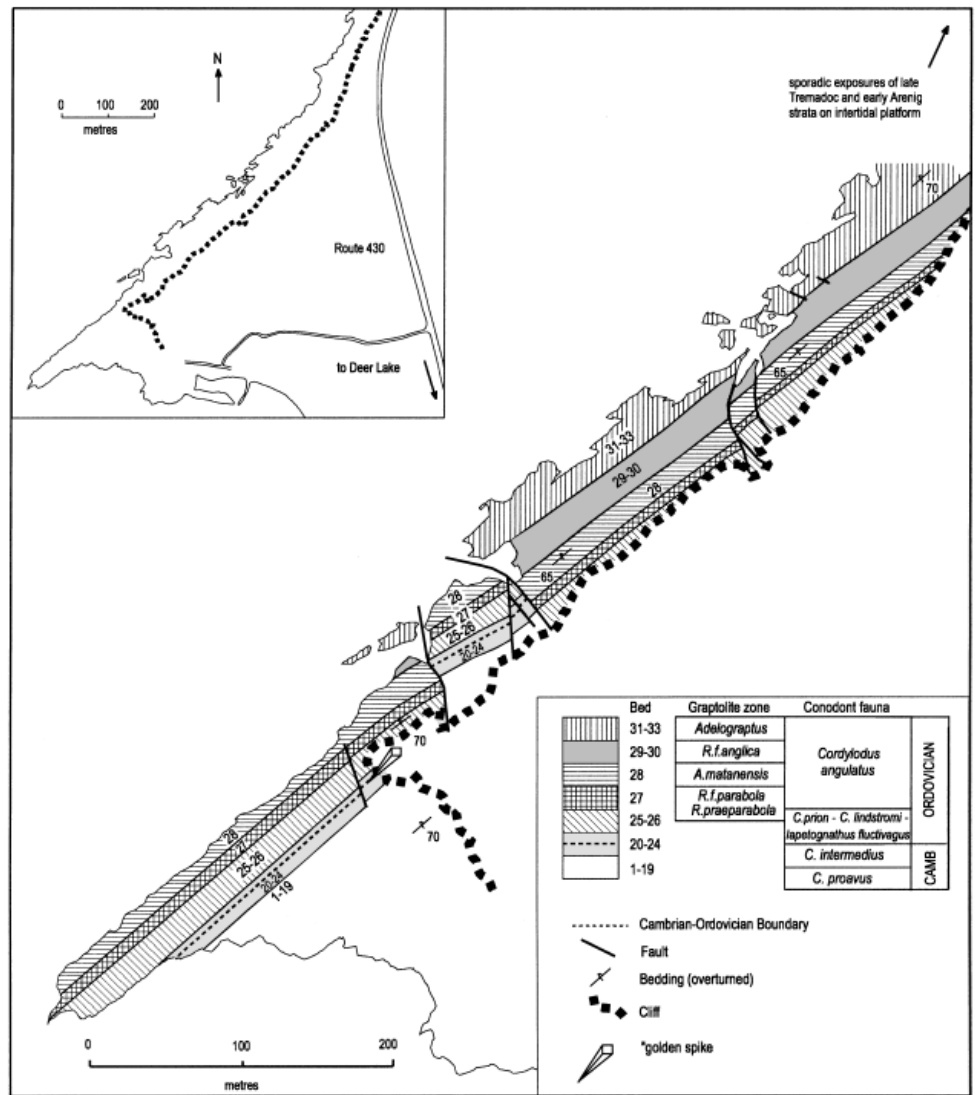 N
0 100 200
metres
Route 430
to Deer Lake
sporadic exposures of late
Tremadoc and early Arenig
strata on intertidal platform
70
65
31-33
29-30
28
65
28
27
25-26
20-24
70
70
28
27
25-26
20-24
1-19
0 100 200
metres
Bed Graptolite zone Conodont fauna
31-33 Adelograptus
29-30 R.f.anglica
28 A.matanensis
27 R.f.parabola
R.praeparabola
25-26
20-24
1-19
Cordylodus
angulatus
C.prion - C. lindstromi -
Iapetognathus fluctivagus
C. intermedius
C. proavus
ORDOVICIAN
CAMB
Cambrian-Ordovician Boundary
Fault
Bedding (overturned)
Cliff
*golden spike